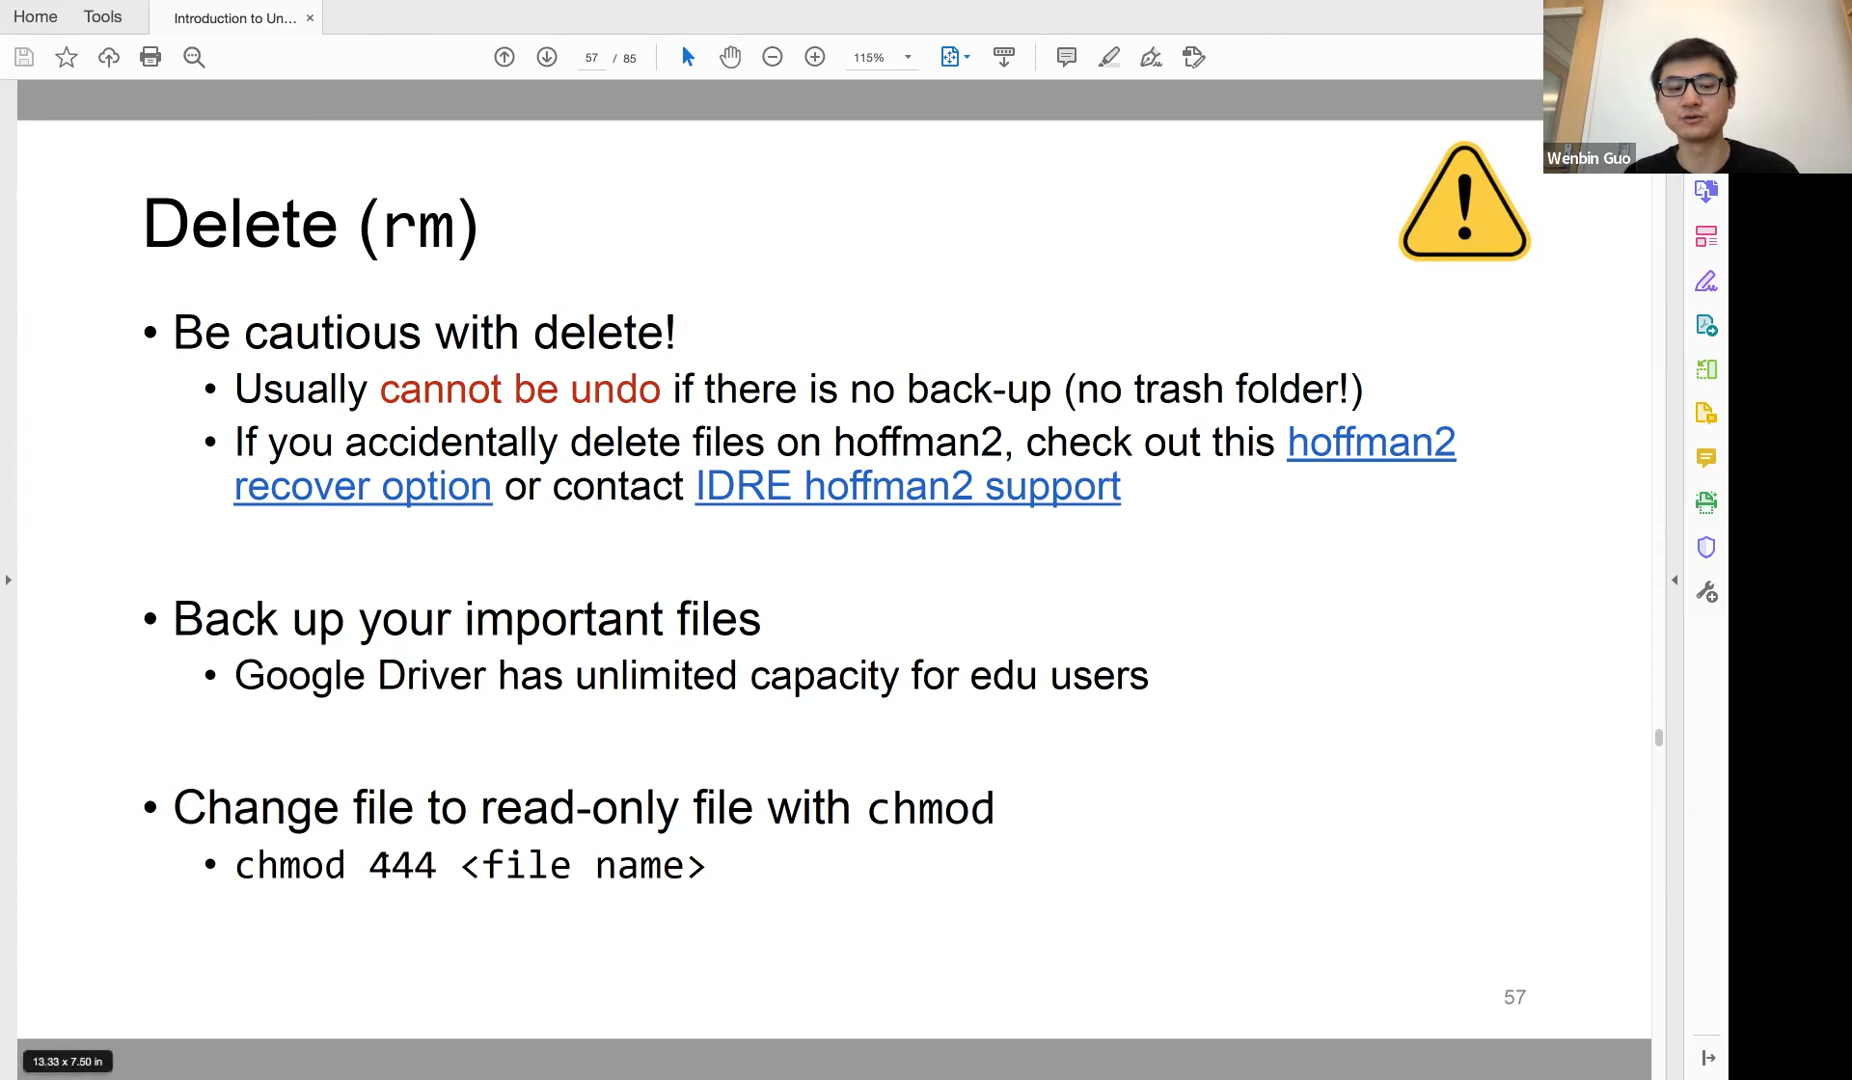 Home Tools Introduction to Un... ×
57 / 85 115%
Wenbin Guo
Delete (rm)
• Be cautious with delete!
• Usually cannot be undo if there is no back-up (no trash folder!)
• If you accidentally delete files on hoffman2, check out this hoffman2
recover option or contact IDRE hoffman2 support
• Back up your important files
• Google Driver has unlimited capacity for edu users
• Change file to read-only file with chmod
• chmod 444 <file name>
57
13.33 x 7.50 in